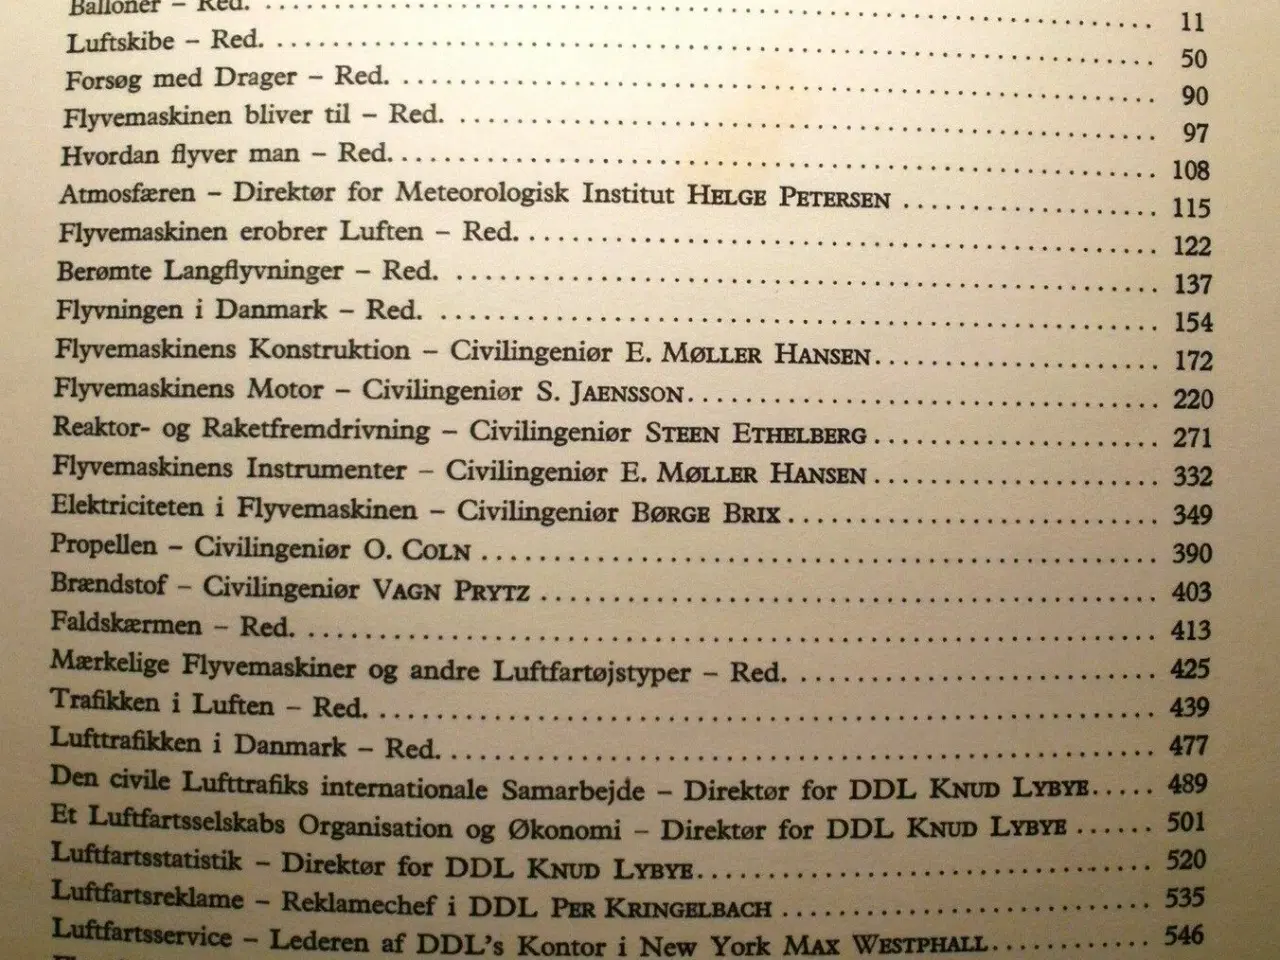 Balloner – Red. 11
Luftskibe – Red. 50
Forsøg med Drager – Red. 90
Flyvemaskinen bliver til – Red. 97
Hvordan flyver man – Red. 108
Atmosfæren – Direktør for Meteorologisk Institut HELGE PETERSEN 115
Flyvemaskinen erobrer Luften – Red. 122
Berømte Langflyvninger – Red. 137
Flyvningen i Danmark – Red. 154
Flyvemaskinens Konstruktion – Civilingeniør E. MØLLER HANSEN 172
Flyvemaskinens Motor – Civilingeniør S. JAENSSON 220
Reaktor- og Raketfremdrivning – Civilingeniør STEEN ETHELBERG 271
Flyvemaskinens Instrumenter – Civilingeniør E. MØLLER HANSEN 332
Elektriciteten i Flyvemaskinen – Civilingeniør BØRGE BRIX 349
Propellen – Civilingeniør O. COLN 390
Brændstof – Civilingeniør VAGN PRYTZ 403
Faldskærmen – Red. 413
Mærkelige Flyvemaskiner og andre Luftfartøjstyper – Red. 425
Trafikken i Luften – Red. 439
Lufttrafikken i Danmark – Red. 477
Den civile Lufttrafiks internationale Samarbejde – Direktør for DDL KNUD LYBYE 489
Et Luftfartsselskabs Organisation og Økonomi – Direktør for DDL KNUD LYBYE 501
Luftfartsstatistik – Direktør for DDL KNUD LYBYE 520
Luftfartsreklame – Reklamechef i DDL PER KRINGELBACH 535
Luftfartsservice – Lederen af DDL's Kontor i New York MAX WESTPHALL 546